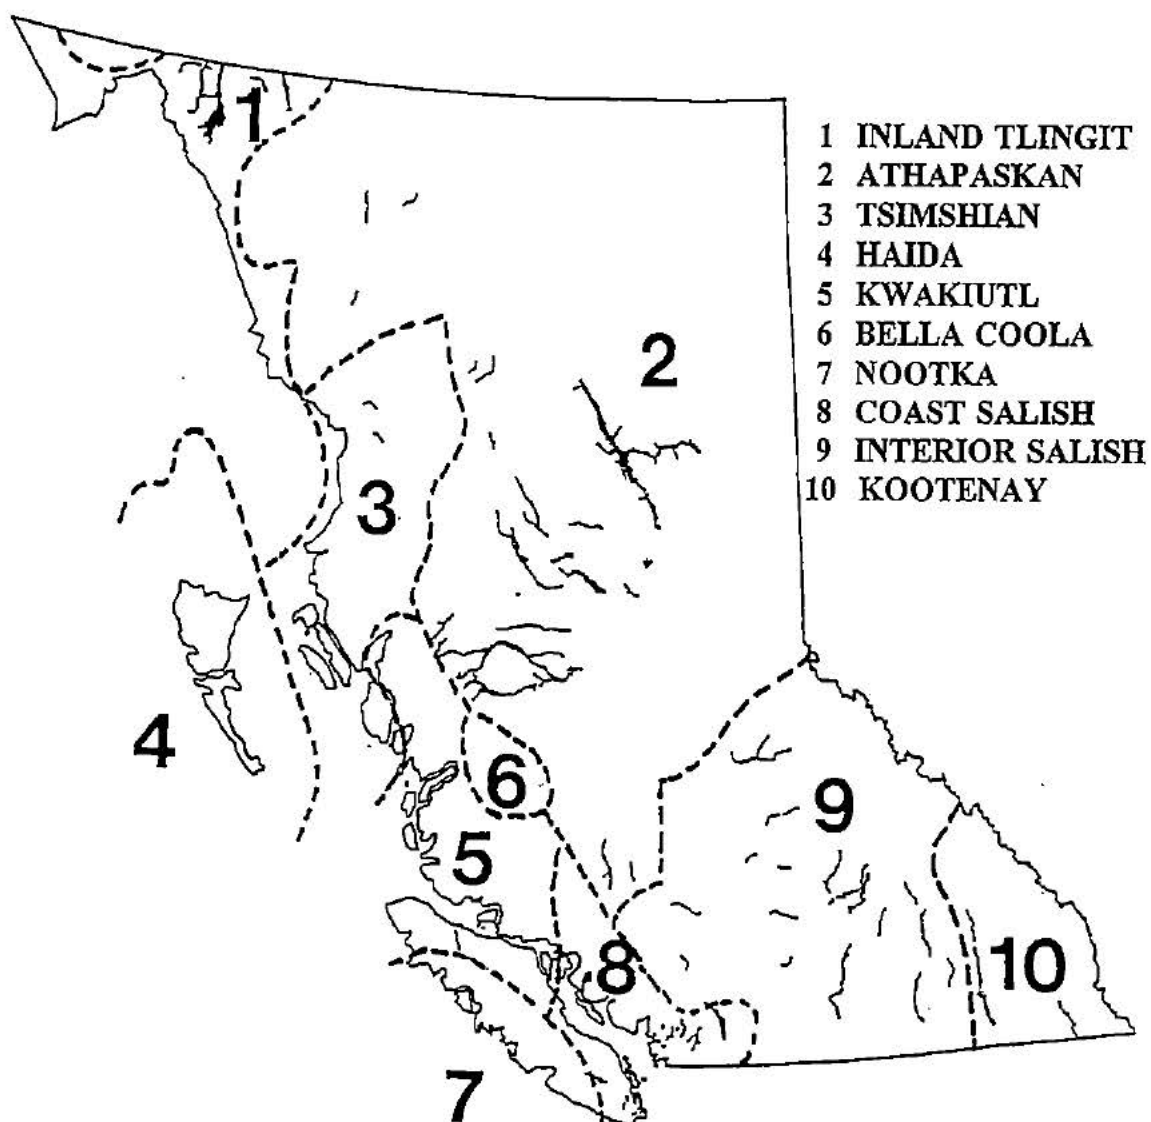 1 INLAND TLINGIT
2 ATHAPASKAN
3 TSIMSHIAN
4 HAIDA
5 KWAKIUTL
6 BELLA COOLA
7 NOOTKA
8 COAST SALISH
9 INTERIOR SALISH
10 KOOTENAY
1
2
3
4
6
9
5
8
10
7